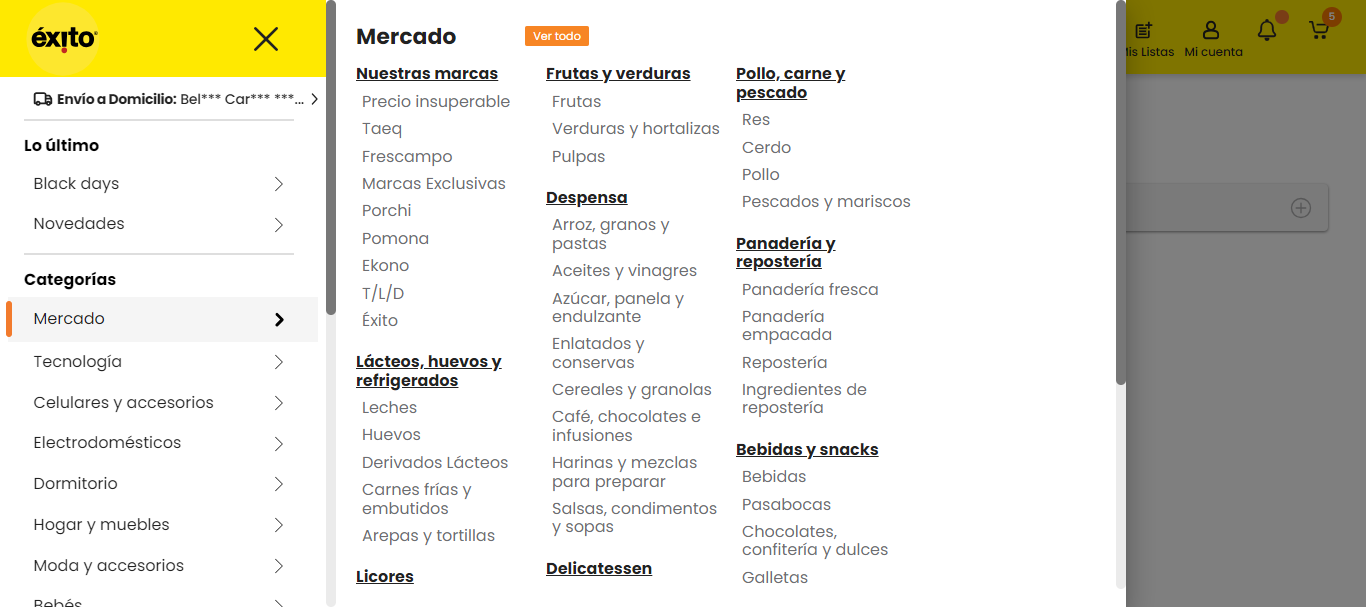 éxito
Envío a Domicilio: Bel*** Car*** ***...
Lo último
Black days
Novedades
Categorías
Mercado
Tecnología
Celulares y accesorios
Electrodomésticos
Dormitorio
Hogar y muebles
Moda y accesorios
Bebés
Mercado
Ver todo
Nuestras marcas
Precio insuperable
Taeq
Frescampo
Marcas Exclusivas
Porchi
Pomona
Ekono
T/L/D
Éxito
Lácteos, huevos y
refrigerados
Leches
Huevos
Derivados Lácteos
Carnes frías y
embutidos
Arepas y tortillas
Licores
Frutas y verduras
Frutas
Verduras y hortalizas
Pulpas
Despensa
Arroz, granos y
pastas
Aceites y vinagres
Azúcar, panela y
endulzante
Enlatados y
conservas
Cereales y granolas
Café, chocolates e
infusiones
Harinas y mezclas
para preparar
Salsas, condimentos
y sopas
Delicatessen
Pollo, carne y
pescado
Res
Cerdo
Pollo
Pescados y mariscos
Panadería y
repostería
Panadería fresca
Panadería
empacada
Repostería
Ingredientes de
repostería
Bebidas y snacks
Bebidas
Pasabocas
Chocolates,
confitería y dulces
Galletas
Mis Listas
Mi cuenta
5